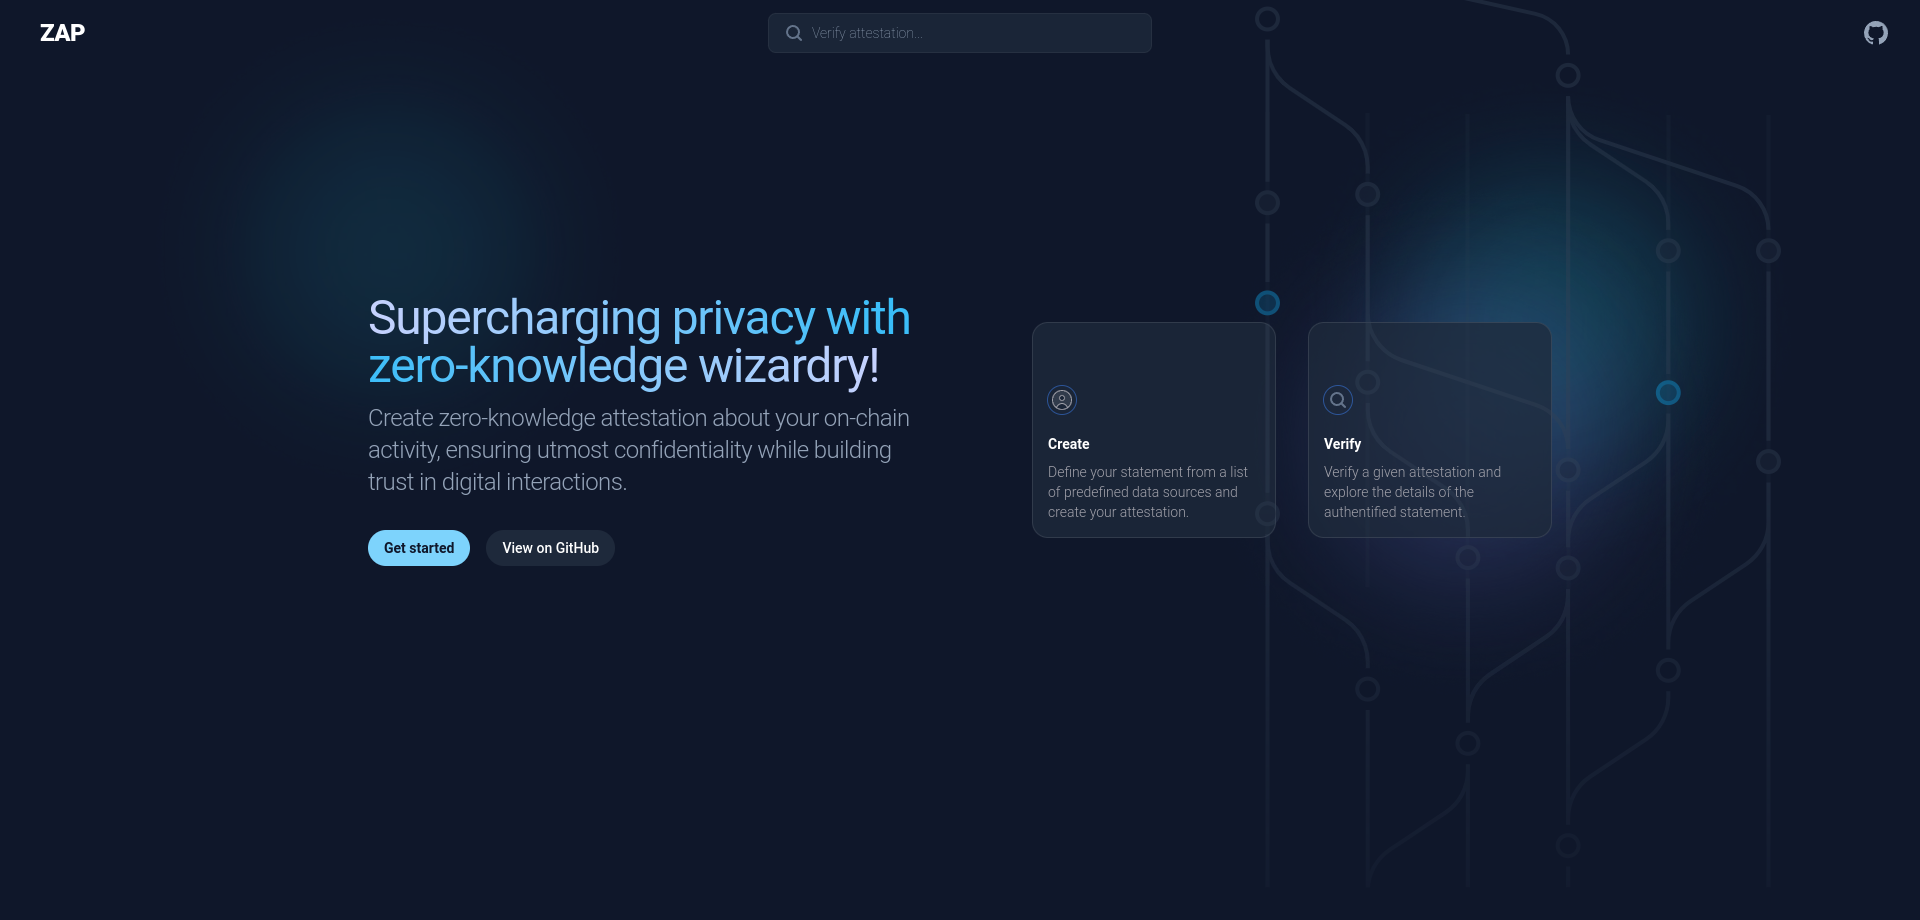 ZAP
Verify attestation...
Supercharging privacy with
zero-knowledge wizardry!
Create zero-knowledge attestation about your on-chain
activity, ensuring utmost confidentiality while building
trust in digital interactions.
Get started
View on GitHub
Create
Define your statement from a list
of predefined data sources and
create your attestation.
Verify
Verify a given attestation and
explore the details of the
authentified statement.